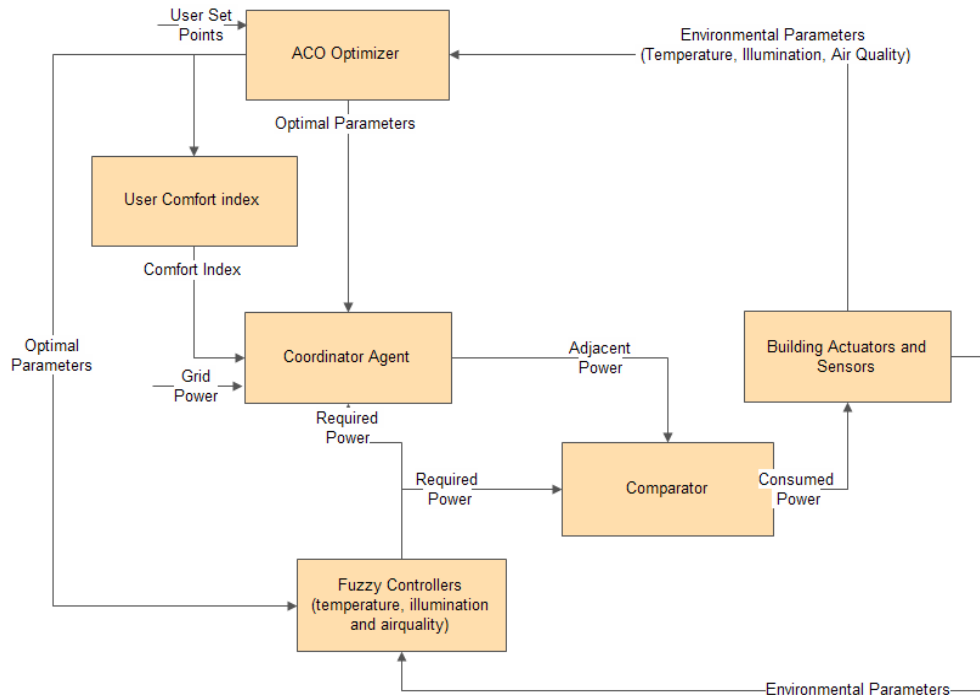 User Set
Points
ACO Optimizer
Environmental Parameters
(Temperature, Illumination, Air Quality)
Optimal Parameters
User Comfort index
Comfort Index
Optimal
Parameters
Coordinator Agent
Grid
Power
Adjacent
Power
Building Actuators and
Sensors
Required
Power
Required
Power
Comparator
Consumed
Power
Fuzzy Controllers
(temperature, illumination
and airquality)
Environmental Parameters